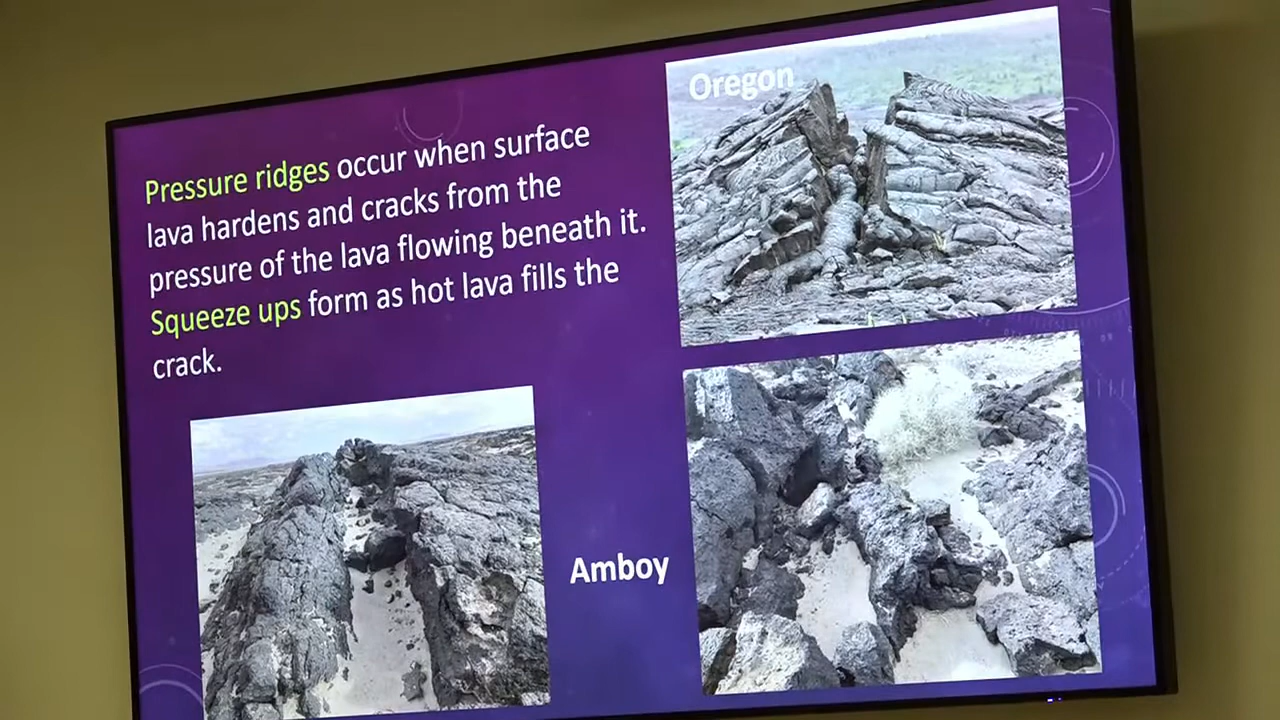 Pressure ridges occur when surface
lava hardens and cracks from the
pressure of the lava flowing beneath it.
Squeeze ups form as hot lava fills the
crack.
Oregon
Amboy